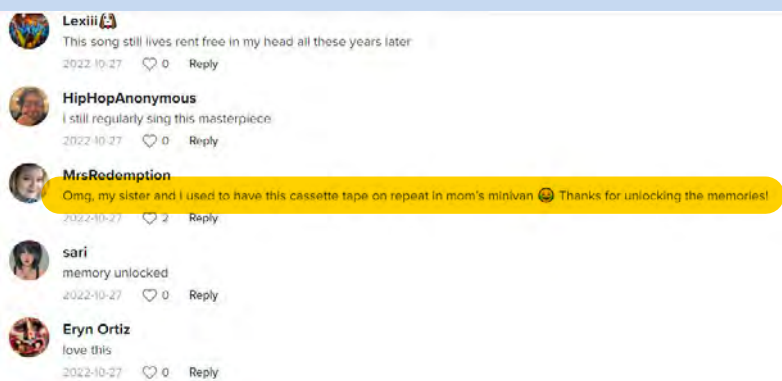 Lexiii
This song still lives rent free in my head all these years later
2022-10-27 0 Reply
HipHopAnonymous
i still regularly sing this masterpiece
2022-10-27 0 Reply
MrsRedemption
Omg, my sister and i used to have this cassette tape on repeat in mom's minivan 😂 Thanks for unlocking the memories!
2022-10-27 2 Reply
sari
memory unlocked
2022-10-27 0 Reply
Eryn Ortiz
love this
2022-10-27 0 Reply